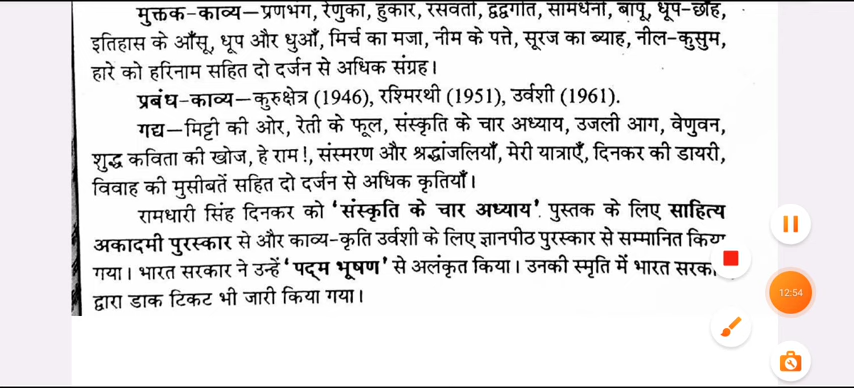 मुक्तक-काव्य—प्रणभंग, रेणुका, हुंकार, रसवंती, द्वंद्वगीत, सामधेनी, बापू, धूप-छाँह,
इतिहास के आँसू, धूप और धुआँ, मिर्च का मजा, नीम के पत्ते, सूरज का ब्याह, नील-कुसुम,
हारे को हरिनाम सहित दो दर्जन से अधिक संग्रह।
प्रबंध-काव्य—कुरुक्षेत्र (1946), रश्मिरथी (1951), उर्वशी (1961).
गद्य—मिट्टी की ओर, रेती के फूल, संस्कृति के चार अध्याय, उजली आग, वेणुवन,
शुद्ध कविता की खोज, हे राम!, संस्मरण और श्रद्धांजलियाँ, मेरी यात्राएँ, दिनकर की डायरी,
विवाह की मुसीबतें सहित दो दर्जन से अधिक कृतियाँ।
रामधारी सिंह दिनकर को 'संस्कृति के चार अध्याय' पुस्तक के लिए साहित्य
अकादमी पुरस्कार से और काव्य-कृति उर्वशी के लिए ज्ञानपीठ पुरस्कार से सम्मानित
गया। भारत सरकार ने उन्हें 'पद्म भूषण' से अलंकृत किया। उनकी स्मृति में भारत
द्वारा डाक टिकट भी जारी किया गया।
12:54